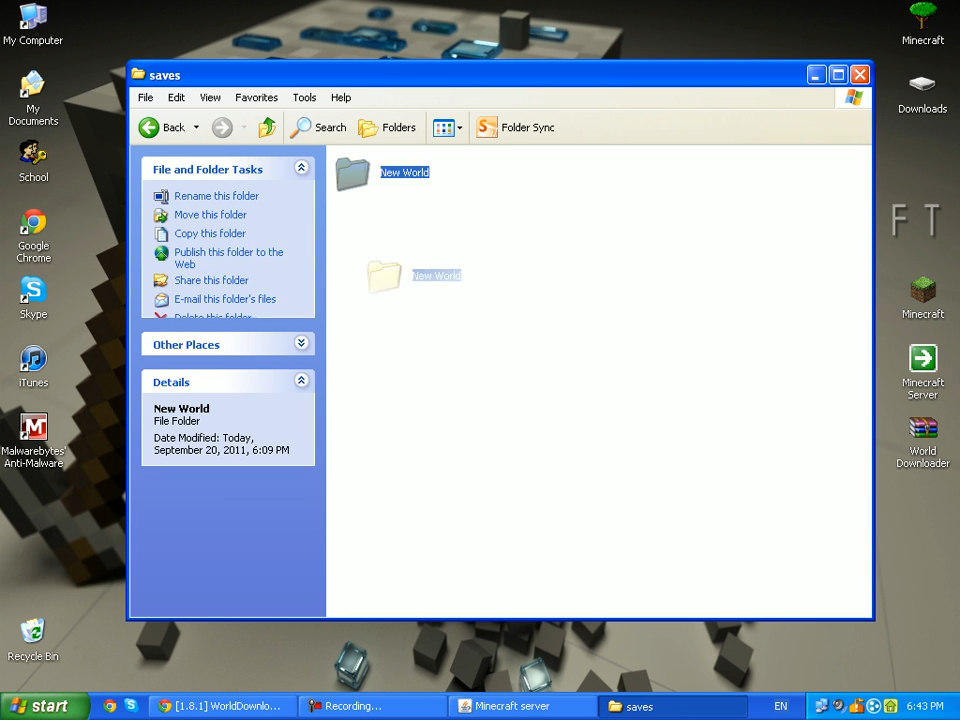 My Computer
My
Documents
School
Google
Chrome
Skype
iTunes
Malwarebytes'
Anti-Malware
Recycle Bin
saves
File Edit View Favorites Tools Help
Back Search Folders Folder Sync
File and Folder Tasks
Rename this folder
Move this folder
Copy this folder
Publish this folder to the
Web
Share this folder
E-mail this folder's files
Delete this folder
Other Places
Details
New World
File Folder
Date Modified: Today,
September 20, 2011, 6:09 PM
New World
New World
Minecraft
Downloads
F T
Minecraft
Minecraft
Server
World
Downloader
start
[1.8.1] WorldDownlo...
Recording...
Minecraft server
saves
EN
6:43 PM